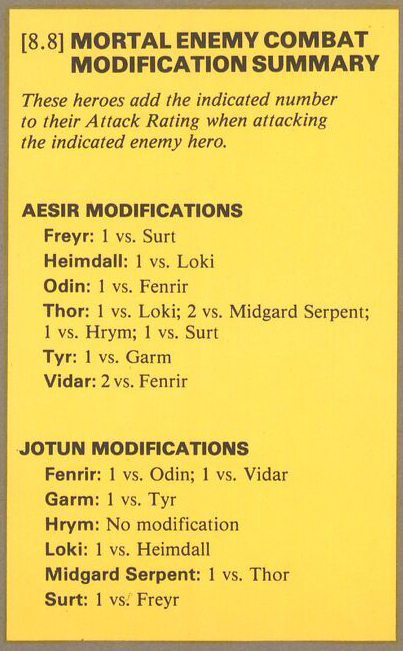 [8.8] MORTAL ENEMY COMBAT
MODIFICATION SUMMARY
These heroes add the indicated number
to their Attack Rating when attacking
the indicated enemy hero.
AESIR MODIFICATIONS
Freyr: 1 vs. Surt
Heimdall: 1 vs. Loki
Odin: 1 vs. Fenrir
Thor: 1 vs. Loki; 2 vs. Midgard Serpent;
1 vs. Hrym; 1 vs. Surt
Tyr: 1 vs. Garm
Vidar: 2 vs. Fenrir
JOTUN MODIFICATIONS
Fenrir: 1 vs. Odin; 1 vs. Vidar
Garm: 1 vs. Tyr
Hrym: No modification
Loki: 1 vs. Heimdall
Midgard Serpent: 1 vs. Thor
Surt: 1 vs. Freyr